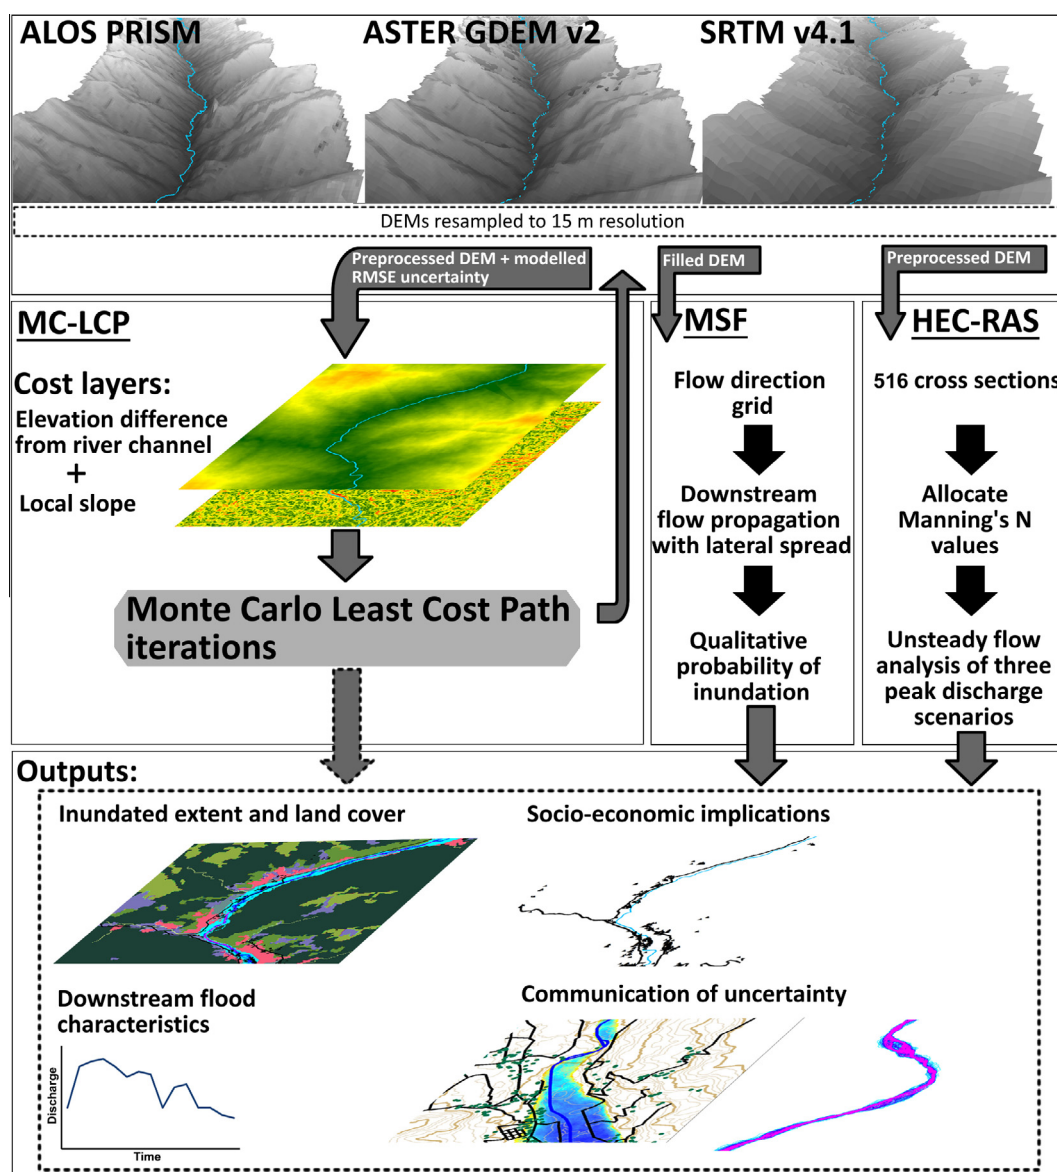 ALOS PRISM
ASTER GDEM v2
SRTM v4.1
DEMs resampled to 15 m resolution
Preprocessed DEM + modelled
RMSE uncertainty
Filled DEM
Preprocessed DEM
MC-LCP
Cost layers:
Elevation difference
from river channel
+
Local slope
Monte Carlo Least Cost Path
iterations
MSF
Flow direction
grid
Downstream
flow propagation
with lateral spread
Qualitative
probability of
inundation
HEC-RAS
516 cross sections
Allocate
Manning's N
values
Unsteady flow
analysis of three
peak discharge
scenarios
Outputs:
Inundated extent and land cover
Socio-economic implications
Downstream flood
characteristics
Discharge
Time
Communication of uncertainty